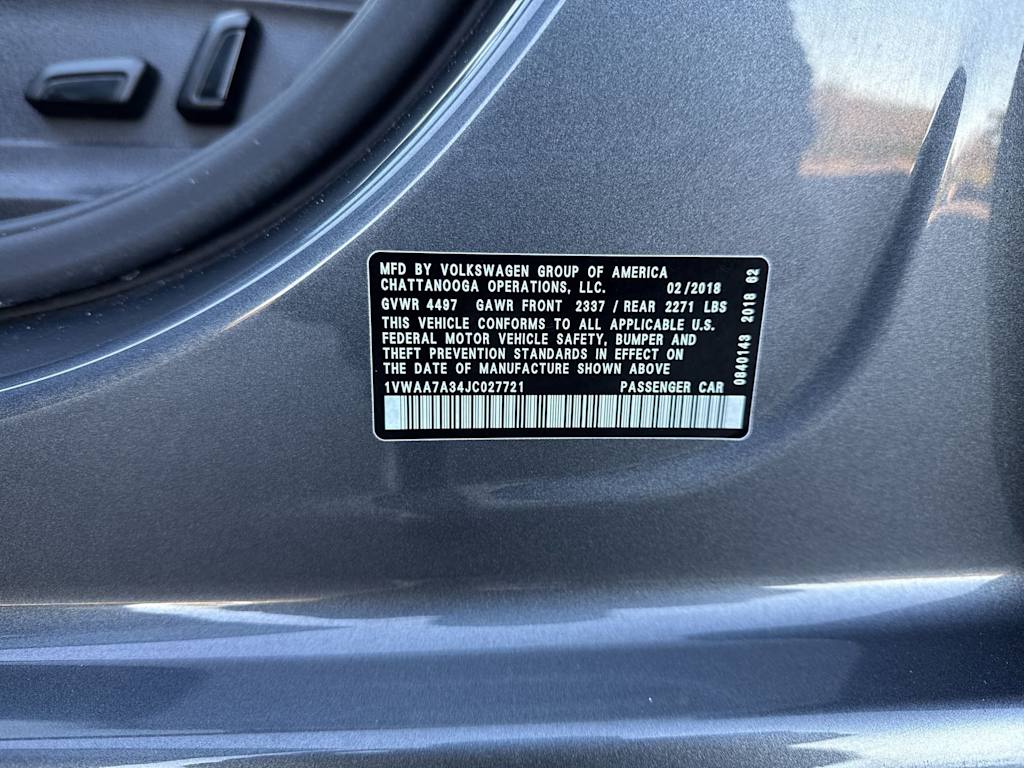 MFD BY VOLKSWAGEN GROUP OF AMERICA
CHATTANOOGA OPERATIONS, LLC. 02/2018
GVWR 4497 GAWR FRONT 2337 / REAR 2271 LBS
THIS VEHICLE CONFORMS TO ALL APPLICABLE U.S.
FEDERAL MOTOR VEHICLE SAFETY, BUMPER AND
THEFT PREVENTION STANDARDS IN EFFECT ON
THE DATE OF MANUFACTURE SHOWN ABOVE
1VWAA7A34JC027721 PASSENGER CAR
0840143 2018 62